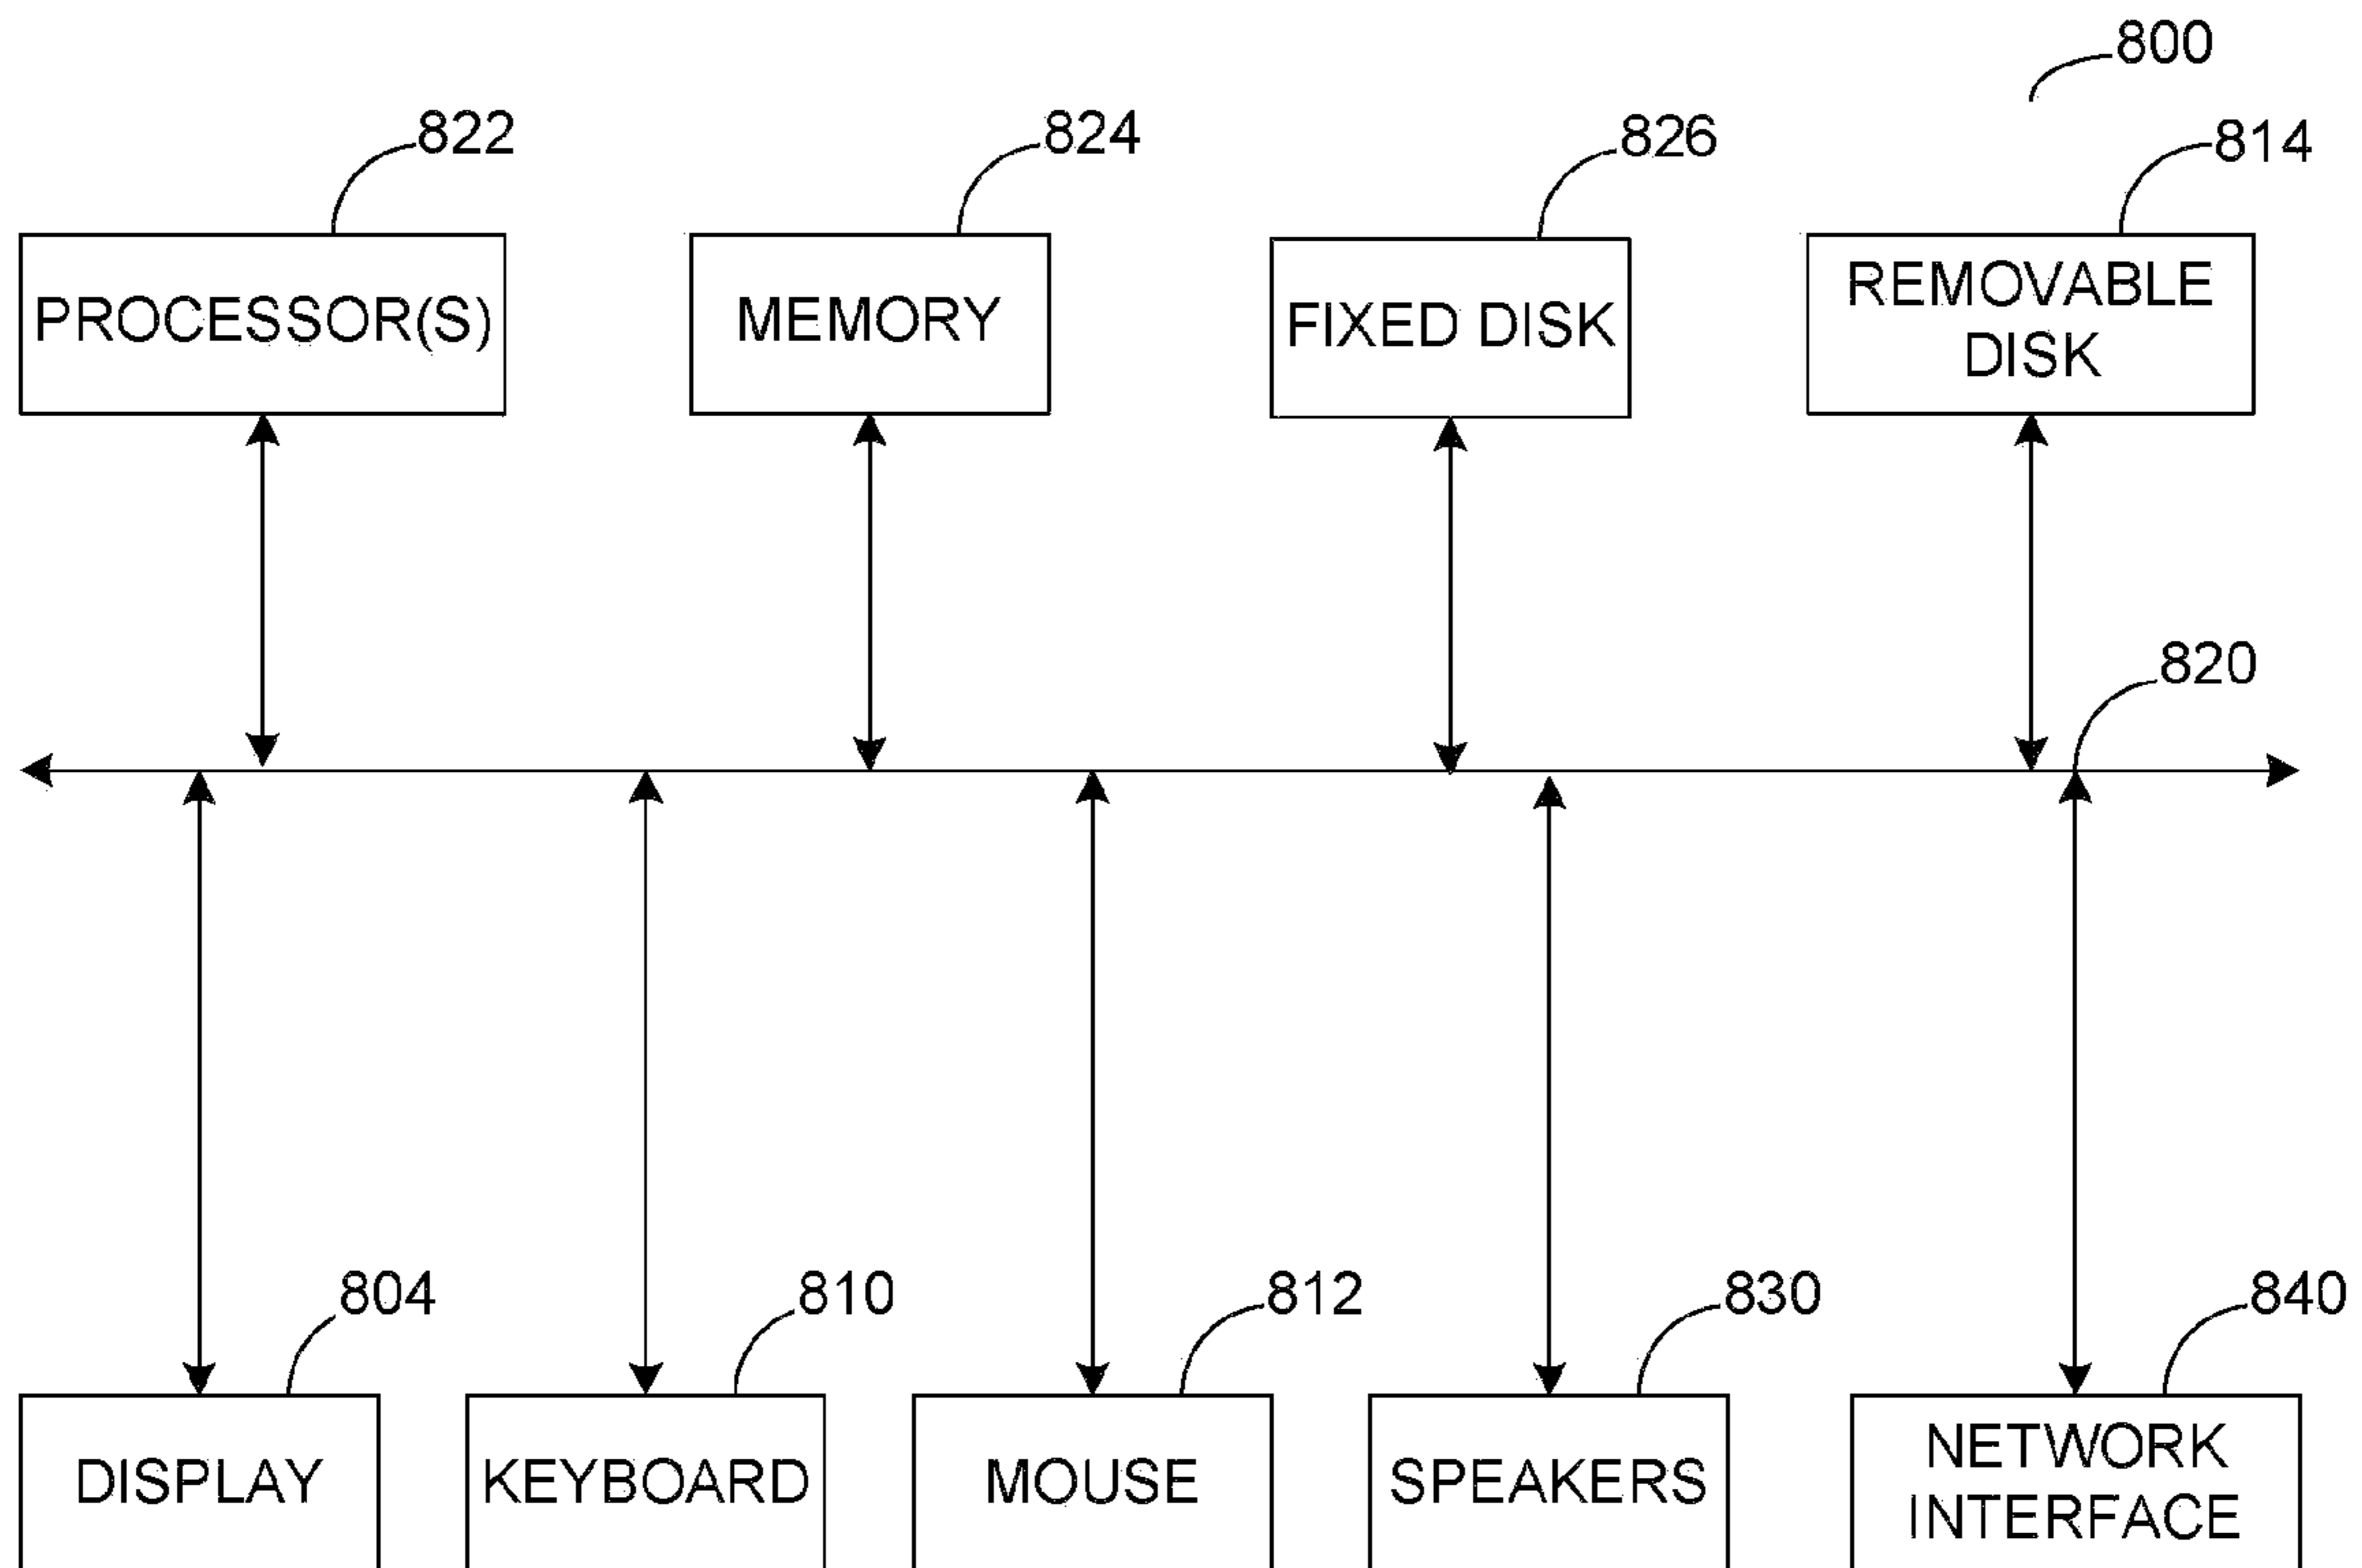 800
822
824
826
814
PROCESSOR(S)
MEMORY
FIXED DISK
REMOVABLE
DISK
820
804
810
812
830
840
DISPLAY
KEYBOARD
MOUSE
SPEAKERS
NETWORK
INTERFACE